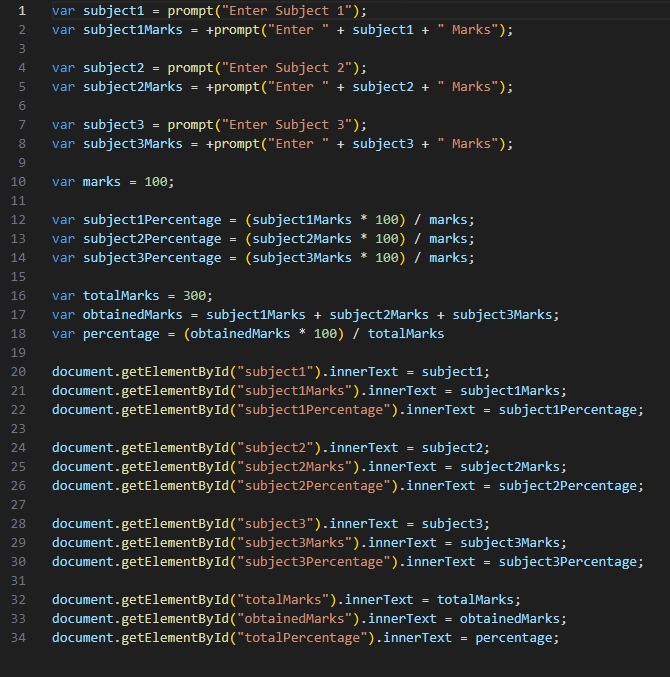 1 var subject1 = prompt("Enter Subject 1");
2 var subject1Marks = +prompt("Enter " + subject1 + " Marks");
3
4 var subject2 = prompt("Enter Subject 2");
5 var subject2Marks = +prompt("Enter " + subject2 + " Marks");
6
7 var subject3 = prompt("Enter Subject 3");
8 var subject3Marks = +prompt("Enter " + subject3 + " Marks");
9
10 var marks = 100;
11
12 var subject1Percentage = (subject1Marks * 100) / marks;
13 var subject2Percentage = (subject2Marks * 100) / marks;
14 var subject3Percentage = (subject3Marks * 100) / marks;
15
16 var totalMarks = 300;
17 var obtainedMarks = subject1Marks + subject2Marks + subject3Marks;
18 var percentage = (obtainedMarks * 100) / totalMarks
19
20 document.getElementById("subject1").innerText = subject1;
21 document.getElementById("subject1Marks").innerText = subject1Marks;
22 document.getElementById("subject1Percentage").innerText = subject1Percentage;
23
24 document.getElementById("subject2").innerText = subject2;
25 document.getElementById("subject2Marks").innerText = subject2Marks;
26 document.getElementById("subject2Percentage").innerText = subject2Percentage;
27
28 document.getElementById("subject3").innerText = subject3;
29 document.getElementById("subject3Marks").innerText = subject3Marks;
30 document.getElementById("subject3Percentage").innerText = subject3Percentage;
31
32 document.getElementById("totalMarks").innerText = totalMarks;
33 document.getElementById("obtainedMarks").innerText = obtainedMarks;
34 document.getElementById("totalPercentage").innerText = percentage;